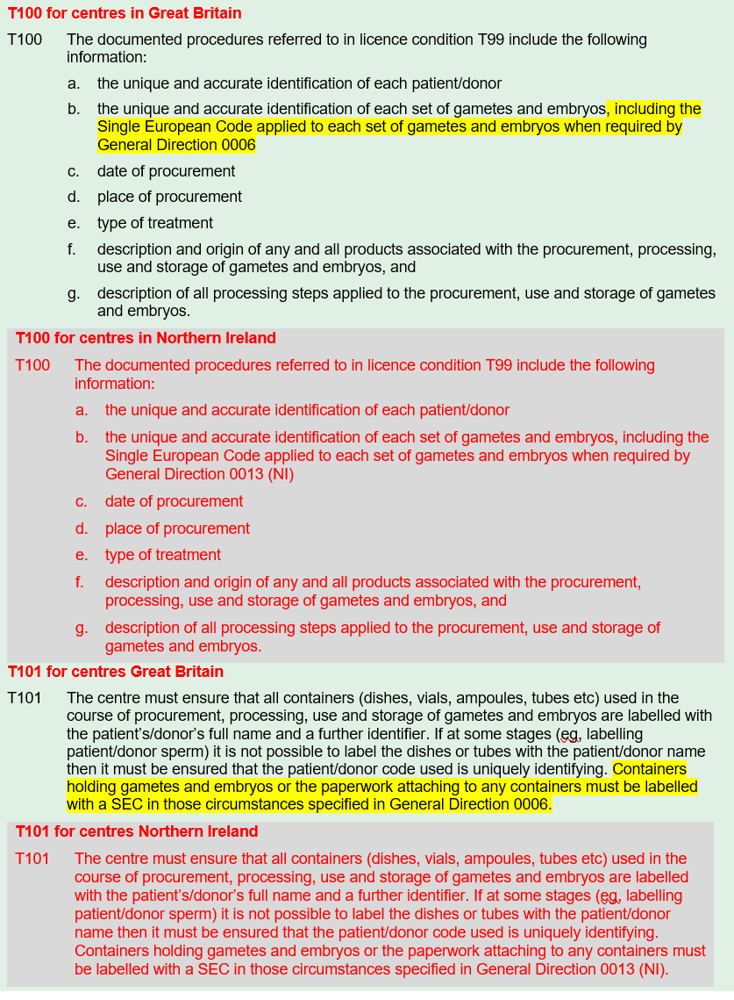 T100 for centres in Great Britain
T100 The documented procedures referred to in licence condition T99 include the following
information:
a. the unique and accurate identification of each patient/donor
b. the unique and accurate identification of each set of gametes and embryos, including the
Single European Code applied to each set of gametes and embryos when required by
General Direction 0006
c. date of procurement
d. place of procurement
e. type of treatment
f. description and origin of any and all products associated with the procurement, processing,
use and storage of gametes and embryos, and
g. description of all processing steps applied to the procurement, use and storage of gametes
and embryos.
T100 for centres in Northern Ireland
T100 The documented procedures referred to in licence condition T99 include the following
information:
a. the unique and accurate identification of each patient/donor
b. the unique and accurate identification of each set of gametes and embryos, including the
Single European Code applied to each set of gametes and embryos when required by
General Direction 0013 (NI)
c. date of procurement
d. place of procurement
e. type of treatment
f. description and origin of any and all products associated with the procurement,
processing, use and storage of gametes and embryos, and
g. description of all processing steps applied to the procurement, use and storage of
gametes and embryos.
T101 for centres Great Britain
T101 The centre must ensure that all containers (dishes, vials, ampoules, tubes etc) used in the
course of procurement, processing, use and storage of gametes and embryos are labelled with
the patient's/donor's full name and a further identifier. If at some stages (eg, labelling
patient/donor sperm) it is not possible to label the dishes or tubes with the patient/donor name
then it must be ensured that the patient/donor code used is uniquely identifying. Containers
holding gametes and embryos or the paperwork attaching to any containers must be labelled
with a SEC in those circumstances specified in General Direction 0006.
T101 for centres Northern Ireland
T101 The centre must ensure that all containers (dishes, vials, ampoules, tubes etc) used in the
course of procurement, processing, use and storage of gametes and embryos are labelled
with the patient's/donor's full name and a further identifier. If at some stages (eg, labelling
patient/donor sperm) it is not possible to label the dishes or tubes with the patient/donor
name then it must be ensured that the patient/donor code used is uniquely identifying.
Containers holding gametes and embryos or the paperwork attaching to any containers must
be labelled with a SEC in those circumstances specified in General Direction 0013 (NI).